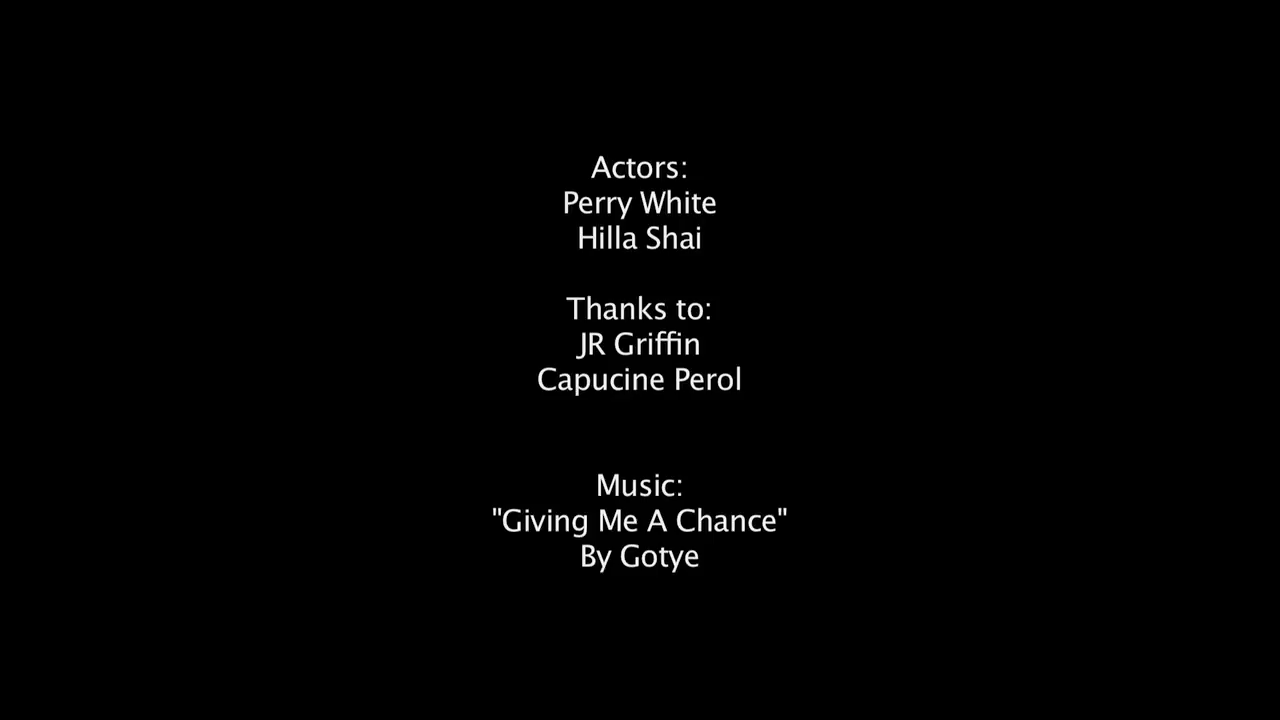 Actors:
Perry White
Hilla Shai
Thanks to:
JR Griffin
Capucine Perol
Music:
"Giving Me A Chance"
By Gotye